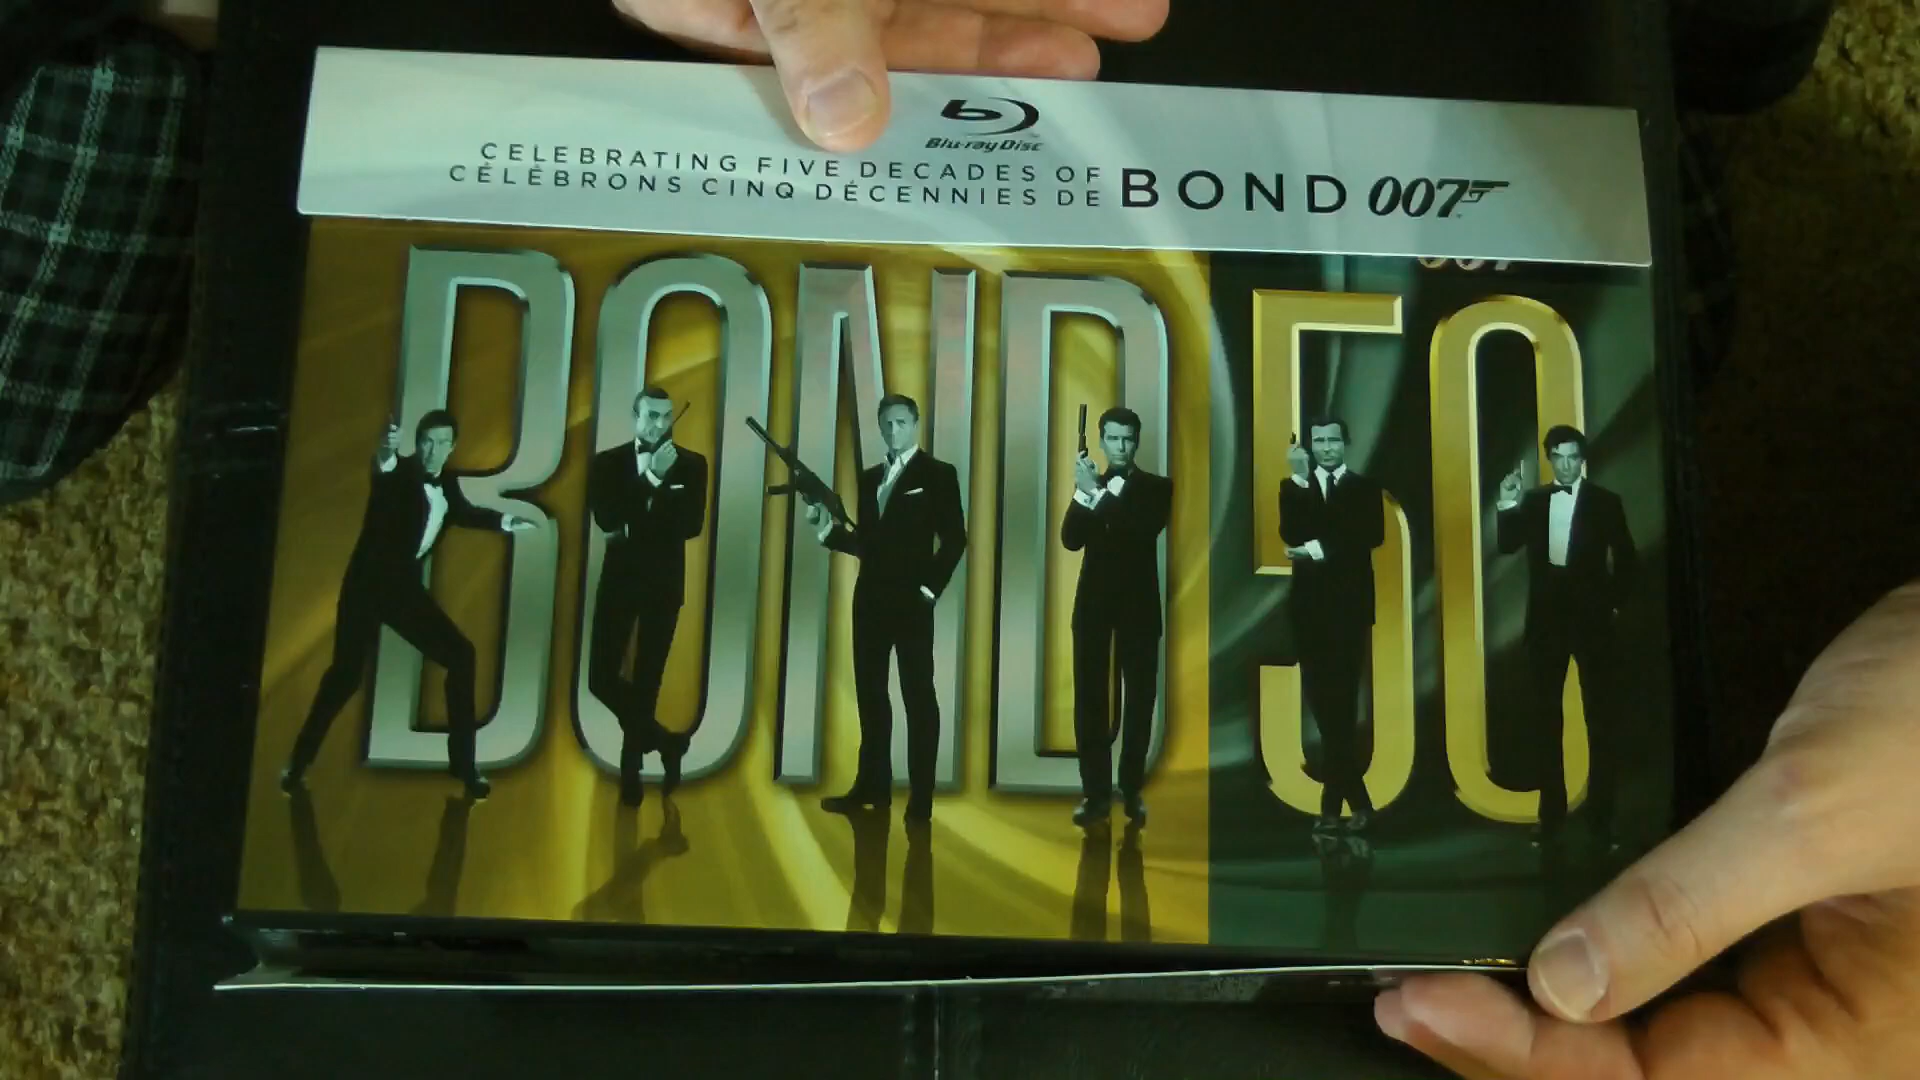 Blu-ray Disc
CELEBRATING FIVE DECADES OF
CÉLÉBRONS CINQ DÉCENNIES DE
BOND 007
BOND 50